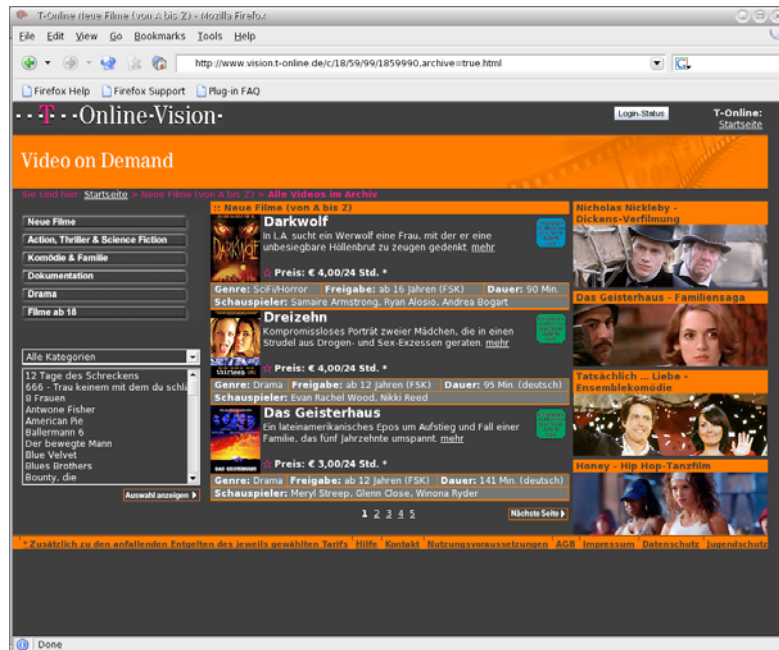 T-Online Neue Filme (von A bis Z) - Mozilla Firefox
File Edit View Go Bookmarks Tools Help
http://www.vision.t-online.de/c/18/59/99/1859990,archive=true.html
G
Firefox Help Firefox Support Plug-in FAQ
···T···Online-Vision·
Login-Status
T-Online:
Startseite
Video on Demand
Sie sind hier: Startseite > Neue Filme (von A bis Z) > Alle Videos im Archiv
Neue Filme
Action, Thriller & Science Fiction
Komödie & Familie
Dokumentation
Drama
Filme ab 18
Alle Kategorien
12 Tage des Schreckens
666 - Trau keinem mit dem du schla
8 Frauen
Antwone Fisher
American Pie
Ballermann 6
Der bewegte Mann
Blue Velvet
Blues Brothers
Bounty, die
Auswahl anzeigen
:: Neue Filme (von A bis Z)
DARKWOLF
Darkwolf
In L.A. sucht ein Werwolf eine Frau, mit der er eine
unbesiegbare Höllenbrut zu zeugen gedenkt. mehr
Preis: € 4,00/24 Std. *
Genre: SciFi/Horror Freigabe: ab 16 Jahren (FSK) Dauer: 90 Min.
Schauspieler: Samaire Armstrong, Ryan Alosio, Andrea Bogart
DREIZEHN
Dreizehn
Kompromissloses Porträt zweier Mädchen, die in einen
Strudel aus Drogen- und Sex-Exzessen geraten. mehr
Preis: € 4,00/24 Std. *
Genre: Drama Freigabe: ab 12 Jahren (FSK) Dauer: 95 Min. (deutsch)
Schauspieler: Evan Rachel Wood, Nikki Reed
DAS GEISTERHAUS
Das Geisterhaus
Ein lateinamerikanisches Epos um Aufstieg und Fall einer
Familie, das fünf Jahrzehnte umspannt. mehr
Preis: € 3,00/24 Std. *
Genre: Drama Freigabe: ab 12 Jahren (FSK) Dauer: 141 Min. (deutsch)
Schauspieler: Meryl Streep, Glenn Close, Winona Ryder
1 2 3 4 5
Nächste Seite
Nicholas Nickleby -
Dickens-Verfilmung
Das Geisterhaus - Familiensaga
Tatsächlich ... Liebe -
Ensemblekomödie
Honey - Hip Hop-Tanzfilm
* Zusätzlich zu den anfallenden Entgelten des jeweils gewählten Tarifs Hilfe Kontakt Nutzungsvoraussetzungen AGB Impressum Datenschutz Jugendschutz
Done